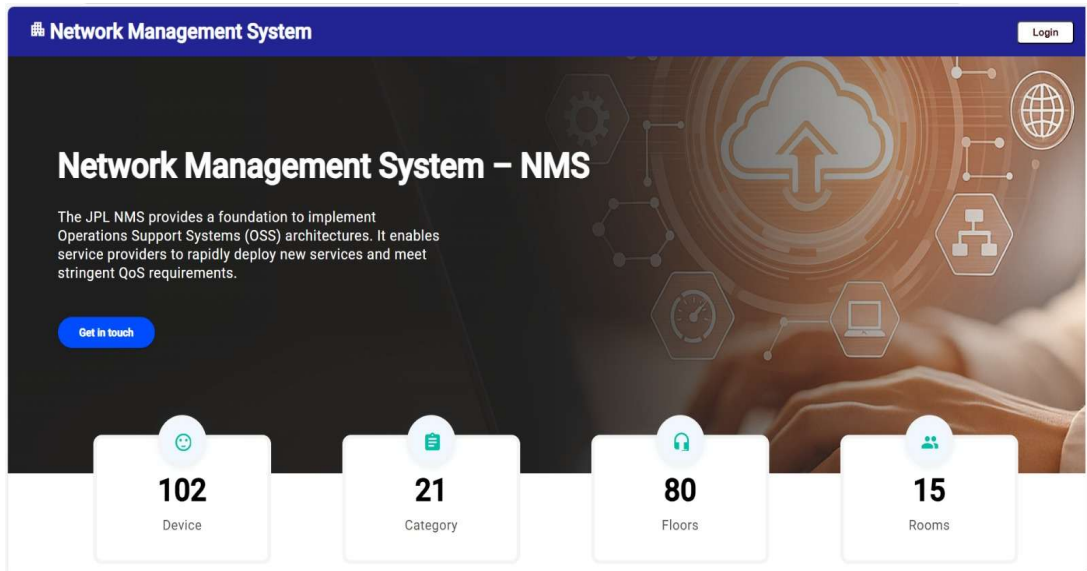 Network Management System
Login
Network Management System – NMS
The JPL NMS provides a foundation to implement
Operations Support Systems (OSS) architectures. It enables
service providers to rapidly deploy new services and meet
stringent QoS requirements.
Get in touch
102
Device
21
Category
80
Floors
15
Rooms